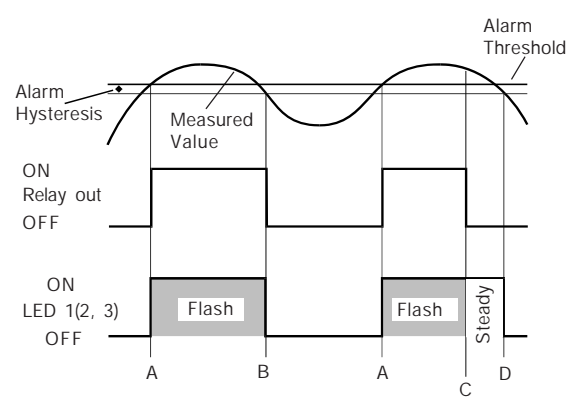 Alarm
Threshold
Alarm
Hysteresis
Measured
Value
ON
Relay out
OFF
ON
LED 1(2, 3)
OFF
Flash
Flash
Steady
A
B
A
C
D